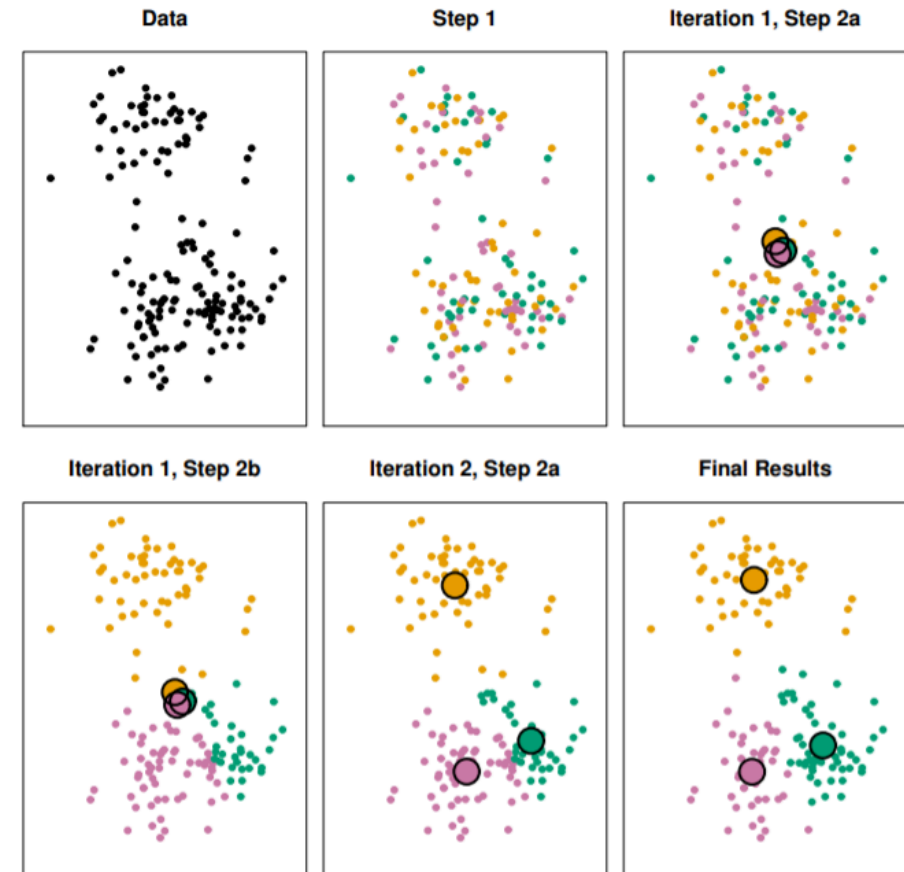 Data
Step 1
Iteration 1, Step 2a
Iteration 1, Step 2b
Iteration 2, Step 2a
Final Results